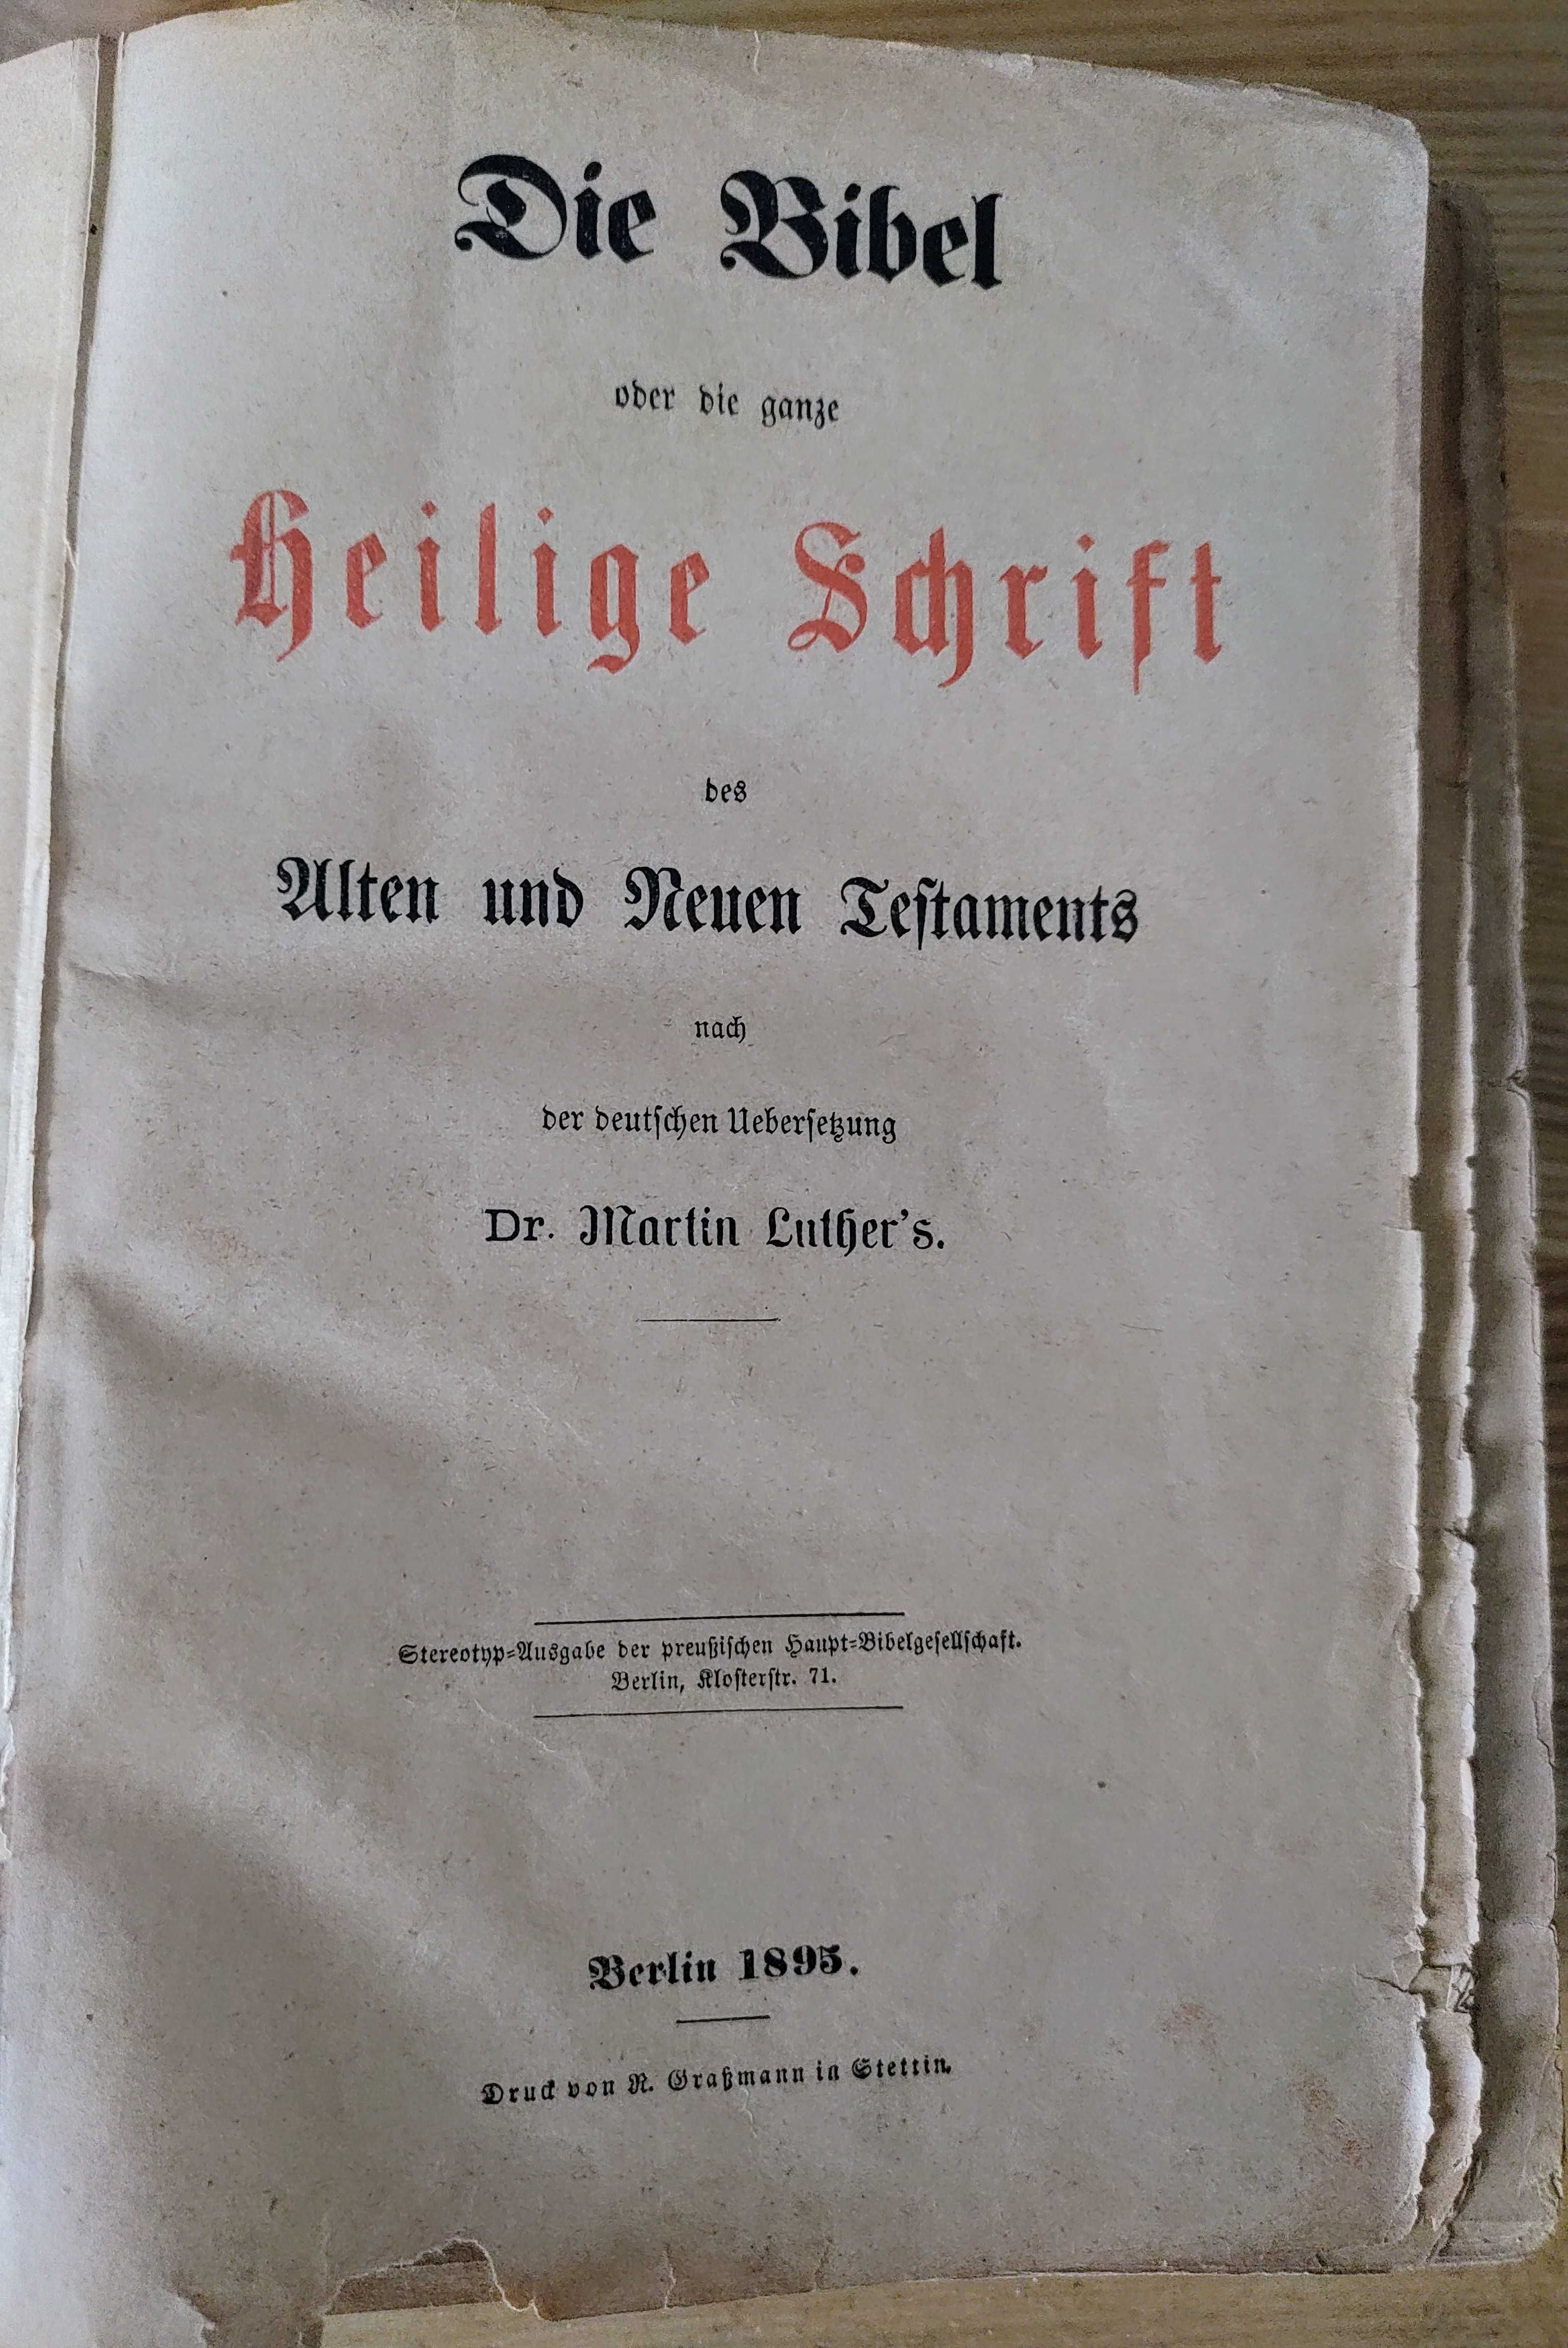 Die Bibel
oder die ganze
Heilige Schrift
des
Alten und Neuen Teſtaments
nach
der deutſchen Ueberſetzung
Dr. Martin Luther's.
Stereotyp=Ausgabe der preußiſchen Haupt=Bibelgeſellſchaft.
Berlin, Kloſterſtr. 71.
Berlin 1895.
Druck von R. Graßmann in Stettin.